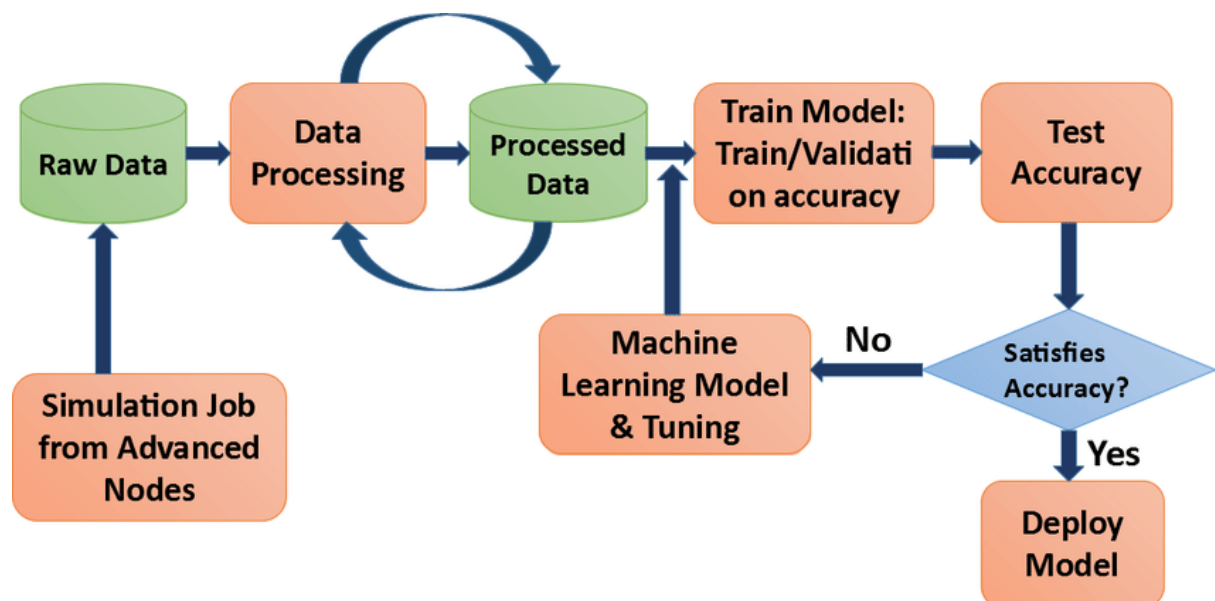 Raw Data
Data
Processing
Processed
Data
Train Model:
Train/Validati
on accuracy
Test
Accuracy
Simulation Job
from Advanced
Nodes
Machine
Learning Model
& Tuning
No
Satisfies
Accuracy?
Yes
Deploy
Model